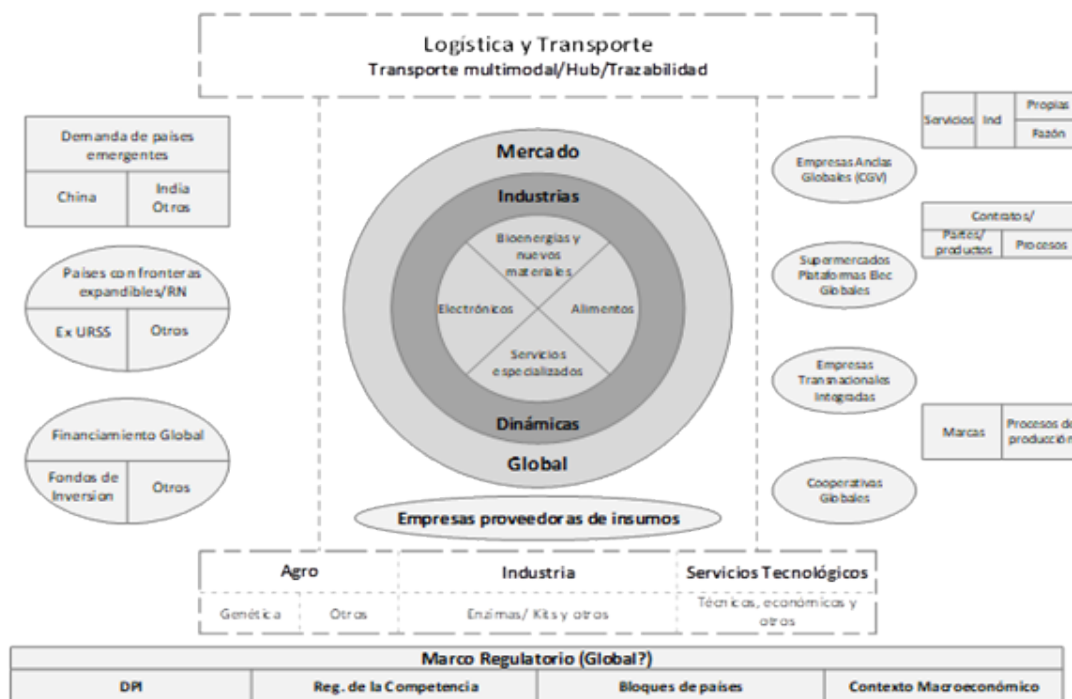 Logística y Transporte
Transporte multimodal/Hub/Trazabilidad
Demanda de países
emergentes
China
India
Otros
Países con fronteras
expandibles/RN
Ex URSS
Otros
Financiamiento Global
Fondos de
Inversion
Otros
Mercado
Industrias
Bioenergías y
nuevos
materiales
Electrónicos
Alimentos
Servicios
especializados
Dinámicas
Global
Empresas proveedoras de insumos
Empresas Anclas
Globales (CGV)
Supermercados
Plataformas Elec
Globales
Empresas
Transnacionales
Integradas
Cooperativas
Globales
Servicios
Ind
Propias
Fazón
Contratos/
Partes/
productos
Procesos
Marcas
Procesos de
producción
Agro
Industria
Servicios Tecnológicos
Genética
Otros
Enzimas/ Kits y otros
Técnicos, económicos y
otros
Marco Regulatorio (Global?)
DPI
Reg. de la Competencia
Bloques de países
Contexto Macroeconómico